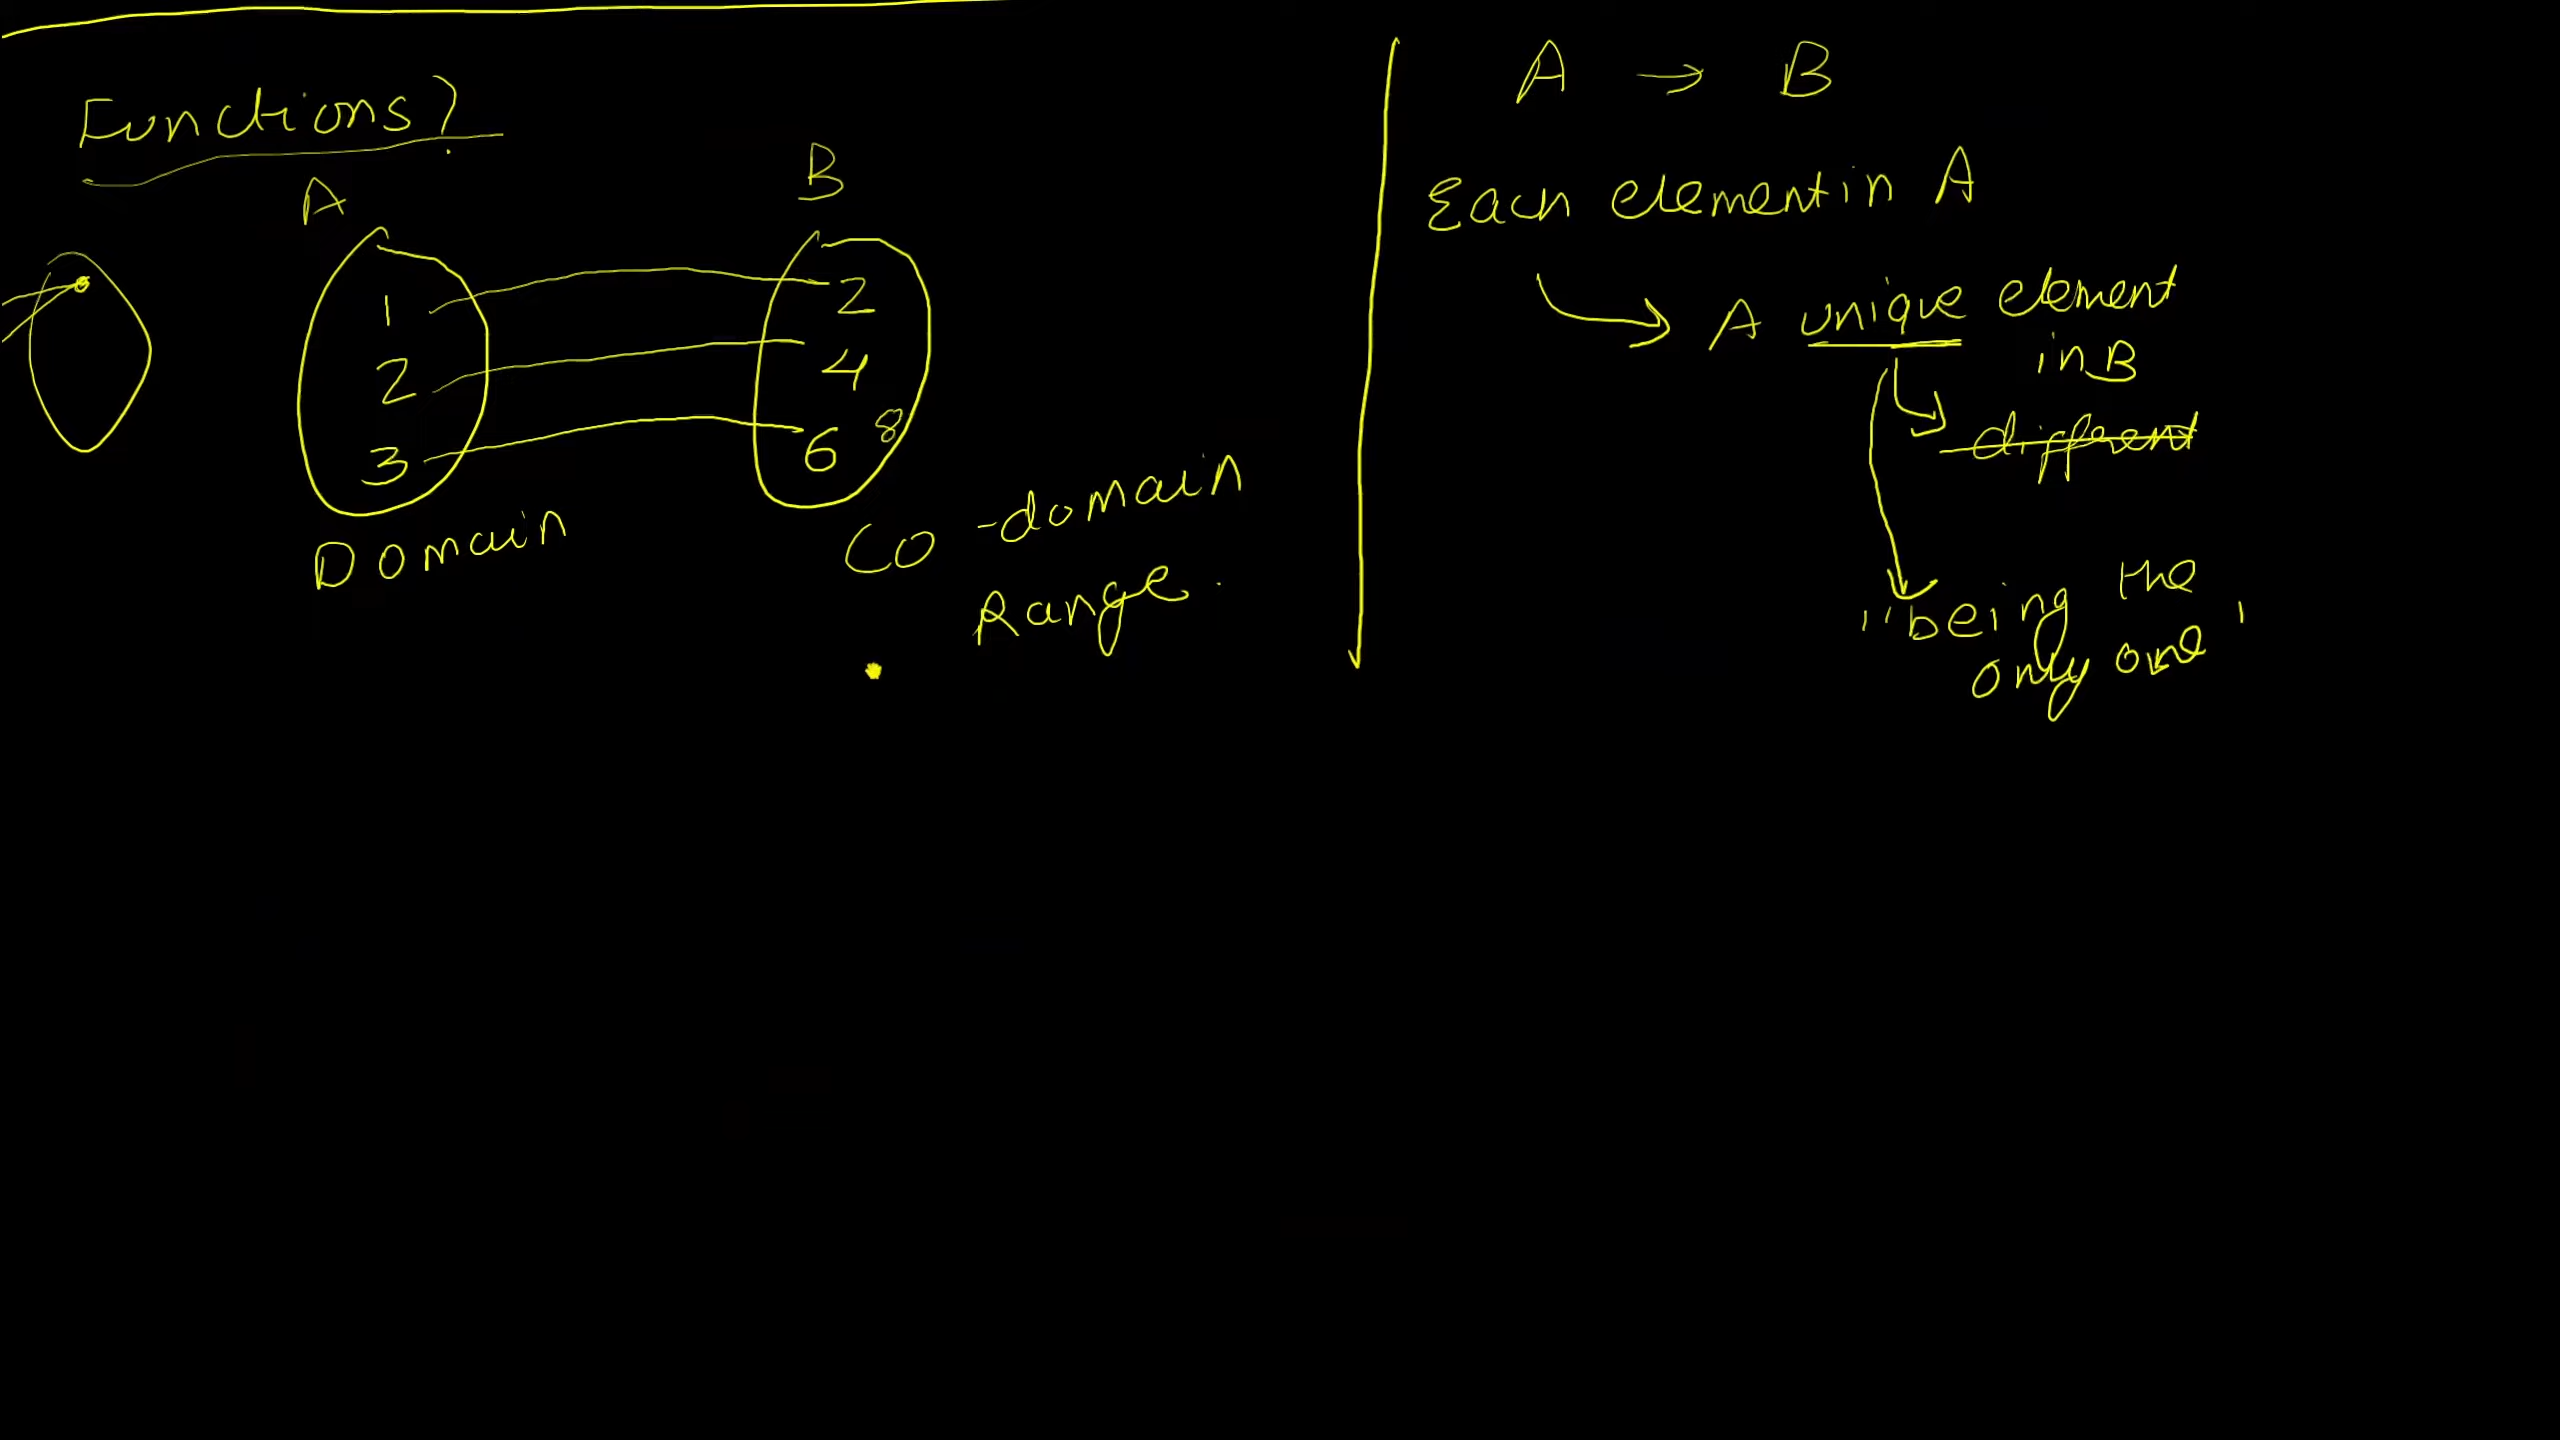 Functions?
A B
1 2
2 4
3 6 8
Domain
Co-domain
Range.
A → B
Each element in A
A unique element
in B
different
"being the
only one"